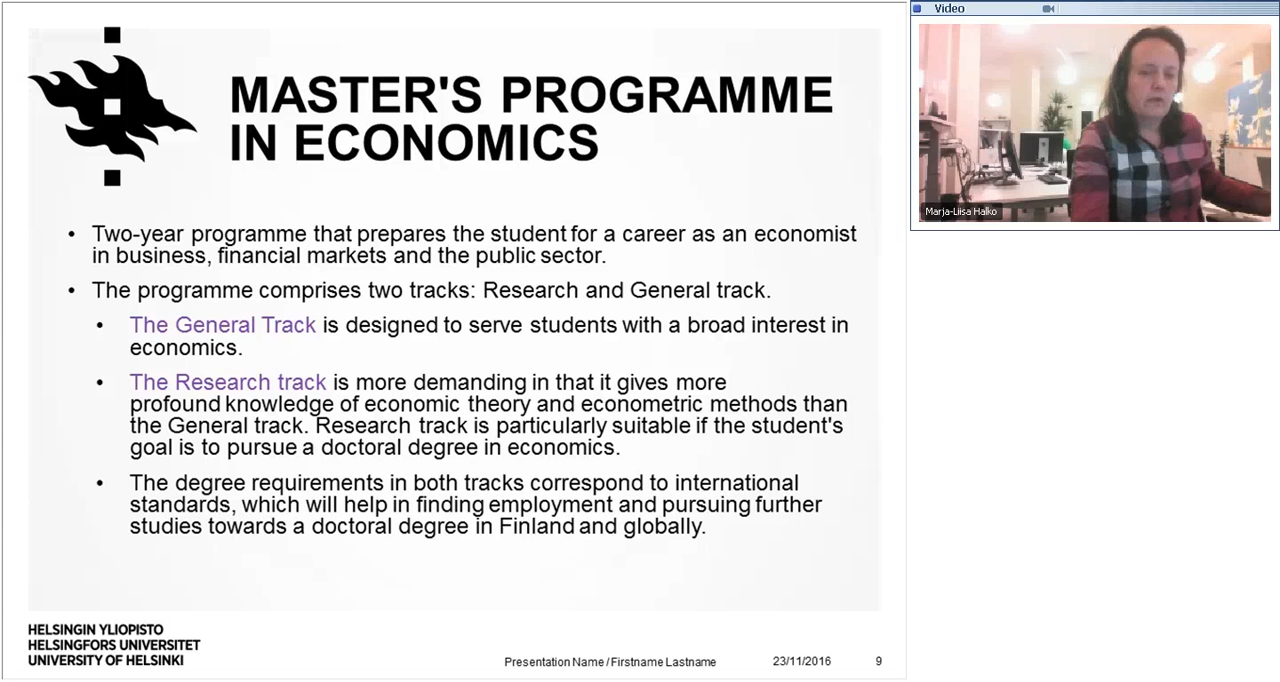 MASTER'S PROGRAMME
IN ECONOMICS
• Two-year programme that prepares the student for a career as an economist
in business, financial markets and the public sector.
• The programme comprises two tracks: Research and General track.
• The General Track is designed to serve students with a broad interest in
economics.
• The Research track is more demanding in that it gives more
profound knowledge of economic theory and econometric methods than
the General track. Research track is particularly suitable if the student's
goal is to pursue a doctoral degree in economics.
• The degree requirements in both tracks correspond to international
standards, which will help in finding employment and pursuing further
studies towards a doctoral degree in Finland and globally.
HELSINGIN YLIOPISTO
HELSINGFORS UNIVERSITET
UNIVERSITY OF HELSINKI
Presentation Name / Firstname Lastname
23/11/2016
9
Video
Marja-Liisa Halko